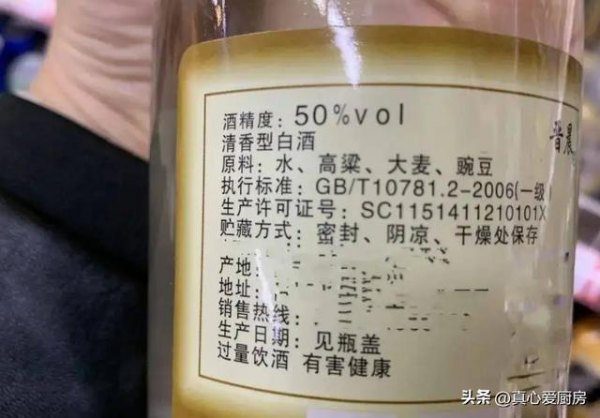 酒精度：50%vol
清香型白酒
原料：水、高粱、大麦、豌豆
执行标准：GB/T10781.2-2006(一级)
生产许可证号：SC1151411210101X
贮藏方式：密封、阴凉、干燥处保存
产地：
地址：
销售热线：
生产日期：见瓶盖
过量饮酒 有害健康
晋晨
头条 @真心爱厨房